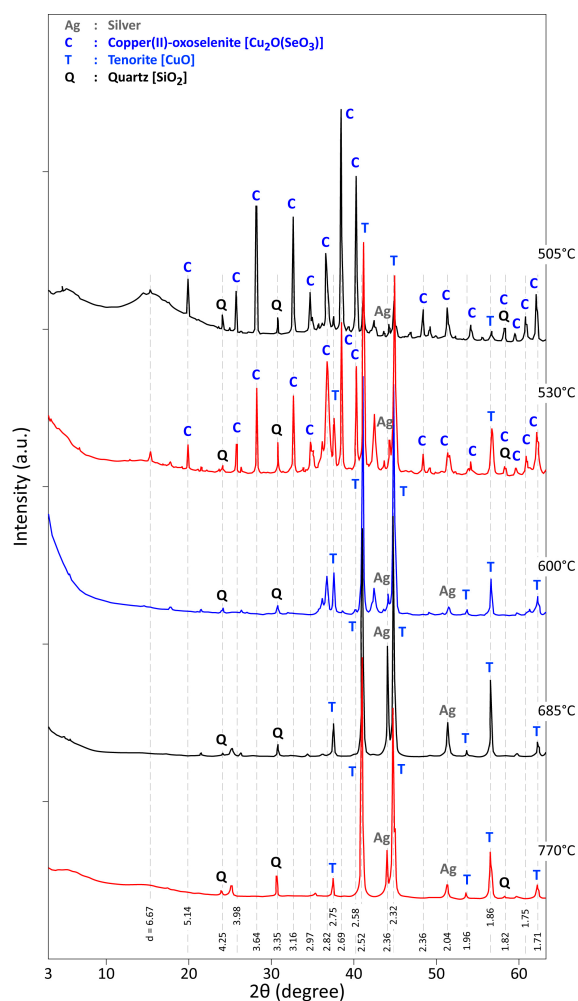 Ag : Silver
C : Copper(II)-oxoselenite [Cu₂O(SeO₃)]
T : Tenorite [CuO]
Q : Quartz [SiO₂]
C
C
C
C
C
T
C
C
505°C
T
C
C
C
C
C
Ag
Q
Q
C
C
T
Q
C
C
C
C
C
530°C
C
C
T
C
Ag
T
C
C
C
C
C
C
C
Q
Q
C
C
Q
C
T
T
600°C
T
Ag
T
T
Q
Q
Ag
T
T
T
Ag
685°C
T
Ag
Q
Q
T
T
T
Ag
T
770°C
Q
Q
T
Ag
T
Q
T
d = 6.67
5.14
4.25
3.98
3.64
3.35
3.16
2.97
2.82
2.75
2.69
2.58
2.52
2.36
2.32
2.36
2.04
1.96
1.86
1.82
1.75
1.71
3 10 20 30 40 50 60
2θ (degree)
Intensity (a.u.)